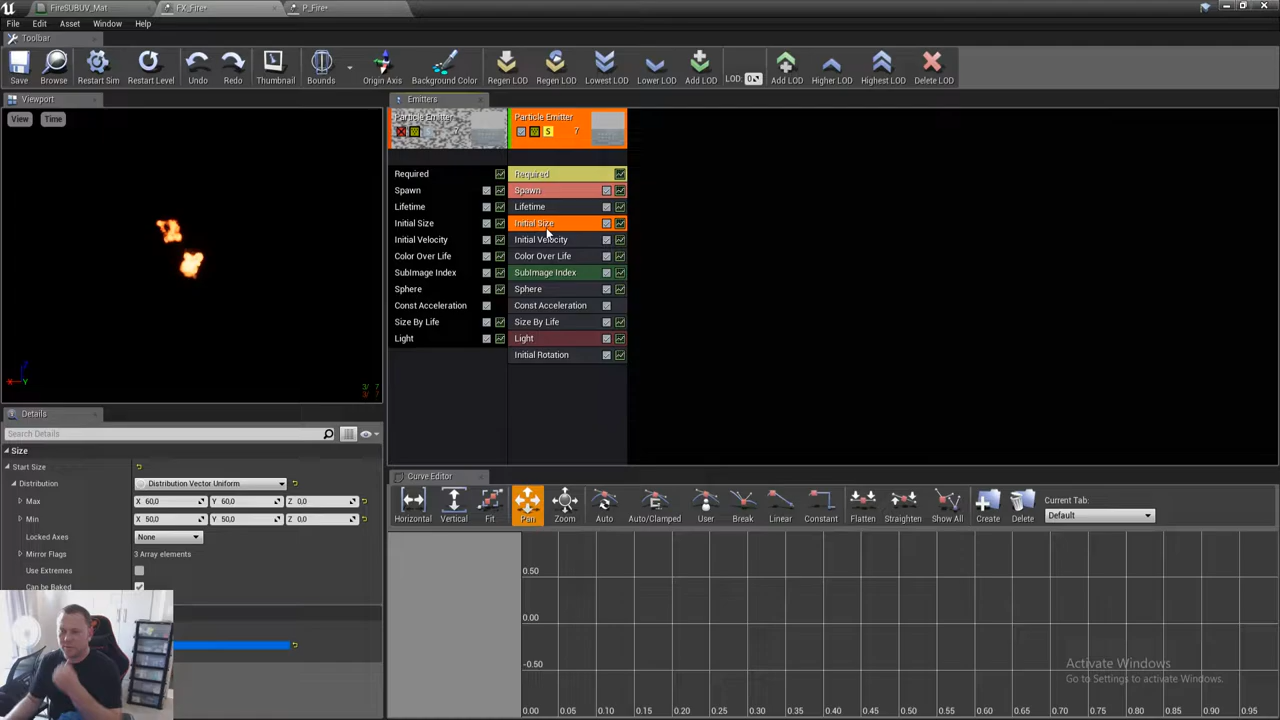 FireSUBUV_Mat
FX_Fire*
P_Fire*
File Edit Asset Window Help
Toolbar
Save Browse Restart Sim Restart Level Undo Redo Thumbnail Bounds Origin Axis Background Color Regen LOD Regen LOD Lowest LOD Lower LOD Add LOD LOD: 0 Add LOD Higher LOD Highest LOD Delete LOD
Viewport
View Time
3/ 7
3/ 7
X Y
Emitters
Particle Emitter
7
Required
Spawn
Lifetime
Initial Size
Initial Velocity
Color Over Life
SubImage Index
Sphere
Const Acceleration
Size By Life
Light
Particle Emitter
S 7
Required
Spawn
Lifetime
Initial Size
Initial Velocity
Color Over Life
SubImage Index
Sphere
Const Acceleration
Size By Life
Light
Initial Rotation
Details
Search Details
Size
Start Size
Distribution Distribution Vector Uniform
Max X 60,0 Y 60,0 Z 0,0
Min X 50,0 Y 50,0 Z 0,0
Locked Axes None
Mirror Flags 3 Array elements
Use Extremes
Can be Baked
Curve Editor
Horizontal Vertical Fit Pan Zoom Auto Auto/Clamped User Break Linear Constant Flatten Straighten Show All Create Delete
Current Tab:
Default
0.50
0.00
-0.50
0.00 0.05 0.10 0.15 0.20 0.25 0.30 0.35 0.40 0.45 0.50 0.55 0.60 0.65 0.70 0.75 0.80 0.85 0.90 0.95
Activate Windows
Go to Settings to activate Windows.